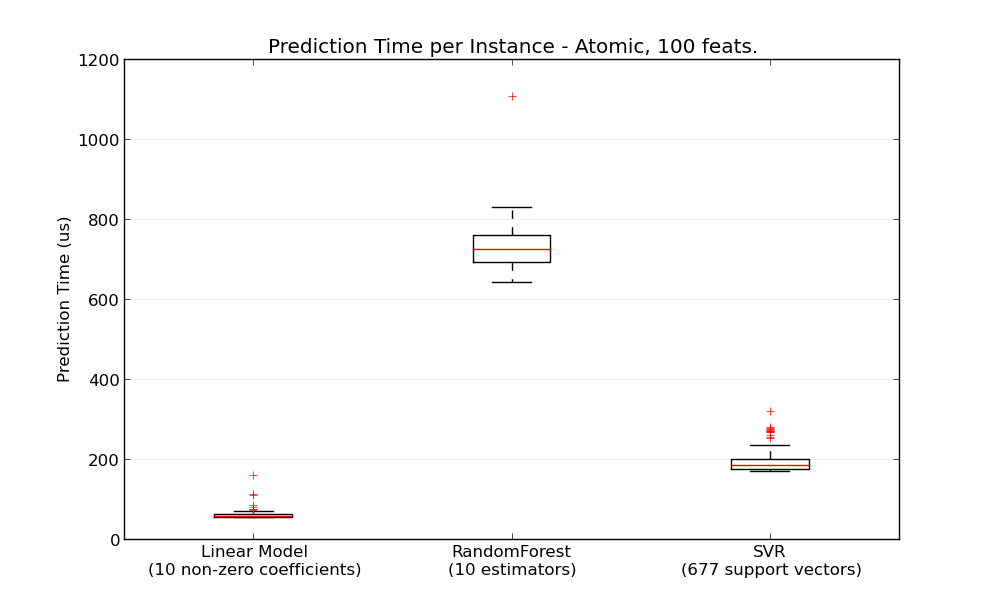 Prediction Time per Instance - Atomic, 100 feats.
1200
1000
800
600
400
200
0
Prediction Time (us)
Linear Model
(10 non-zero coefficients)
RandomForest
(10 estimators)
SVR
(677 support vectors)